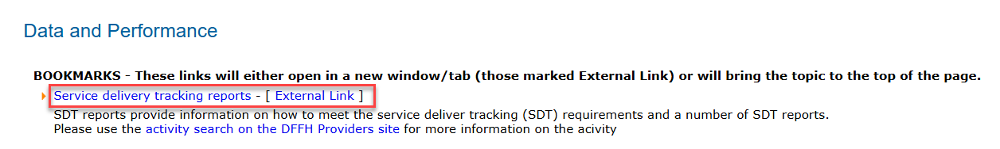 Data and Performance
BOOKMARKS - These links will either open in a new window/tab (those marked External Link) or will bring the topic to the top of the page.
Service delivery tracking reports - [ External Link ]
SDT reports provide information on how to meet the service deliver tracking (SDT) requirements and a number of SDT reports.
Please use the activity search on the DFFH Providers site for more information on the acivity